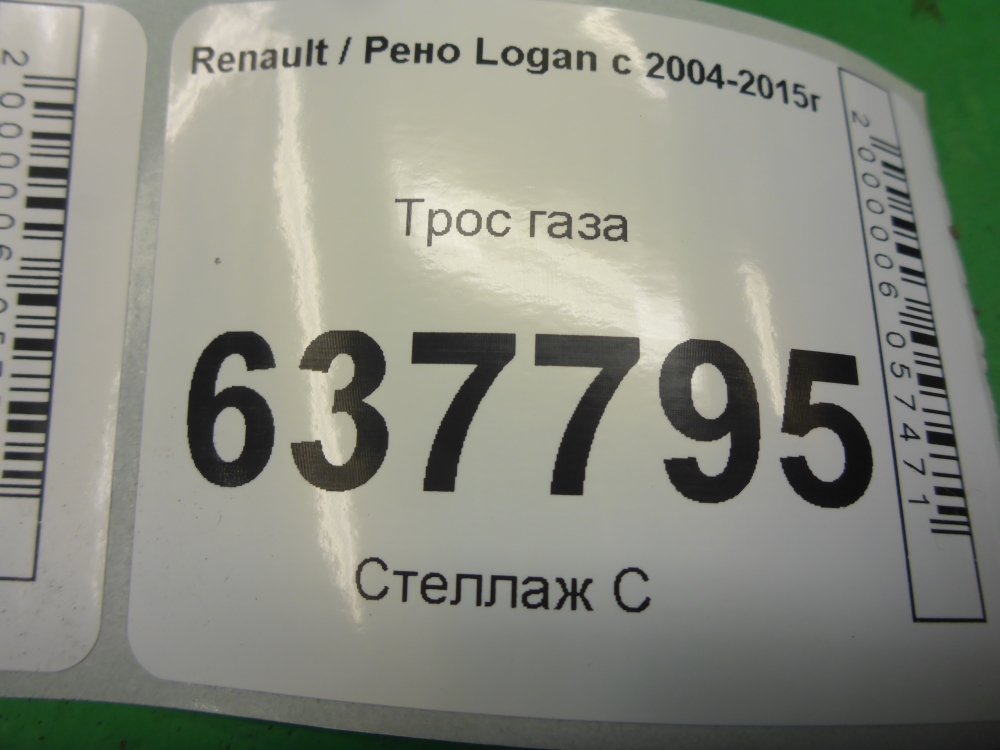 Renault / Рено Logan с 2004-2015г
Трос газа
637795
Стеллаж С
2000006057471